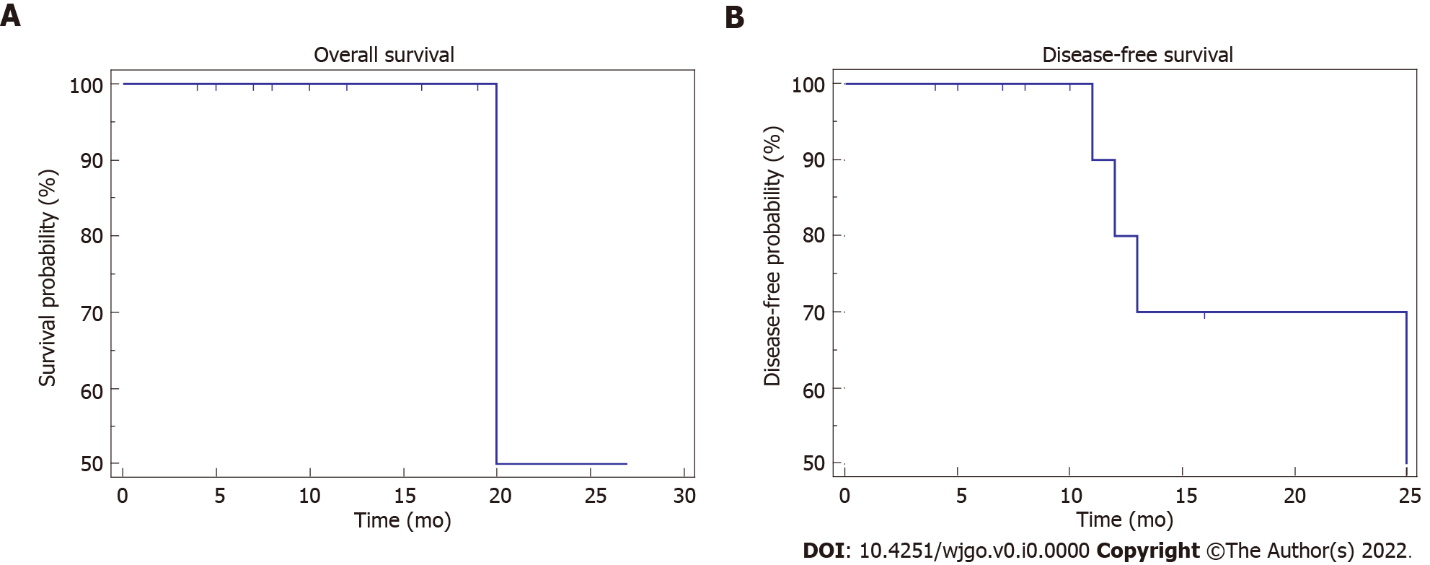 A
Overall survival
Survival probability (%)
100
90
80
70
60
50
0 5 10 15 20 25 30
Time (mo)
B
Disease-free survival
Disease-free probability (%)
100
90
80
70
60
50
0 5 10 15 20 25
Time (mo)
DOI: 10.4251/wjgo.v0.i0.0000 Copyright ©The Author(s) 2022.